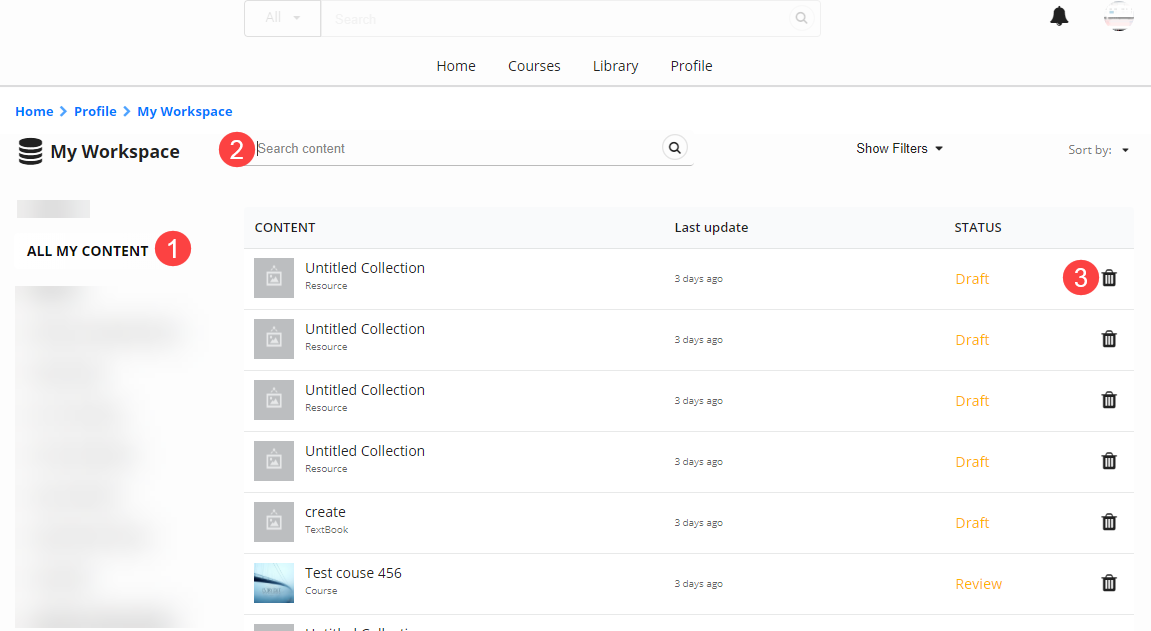 All
Search
Home Courses Library Profile
Home > Profile > My Workspace
My Workspace
2 Search content
Show Filters
Sort by:
ALL MY CONTENT 1
CONTENT Last update STATUS
Untitled Collection
Resource
3 days ago
Draft
3
Untitled Collection
Resource
3 days ago
Draft
Untitled Collection
Resource
3 days ago
Draft
Untitled Collection
Resource
3 days ago
Draft
create
TextBook
3 days ago
Draft
Test couse 456
Course
3 days ago
Review
Untitled Collection